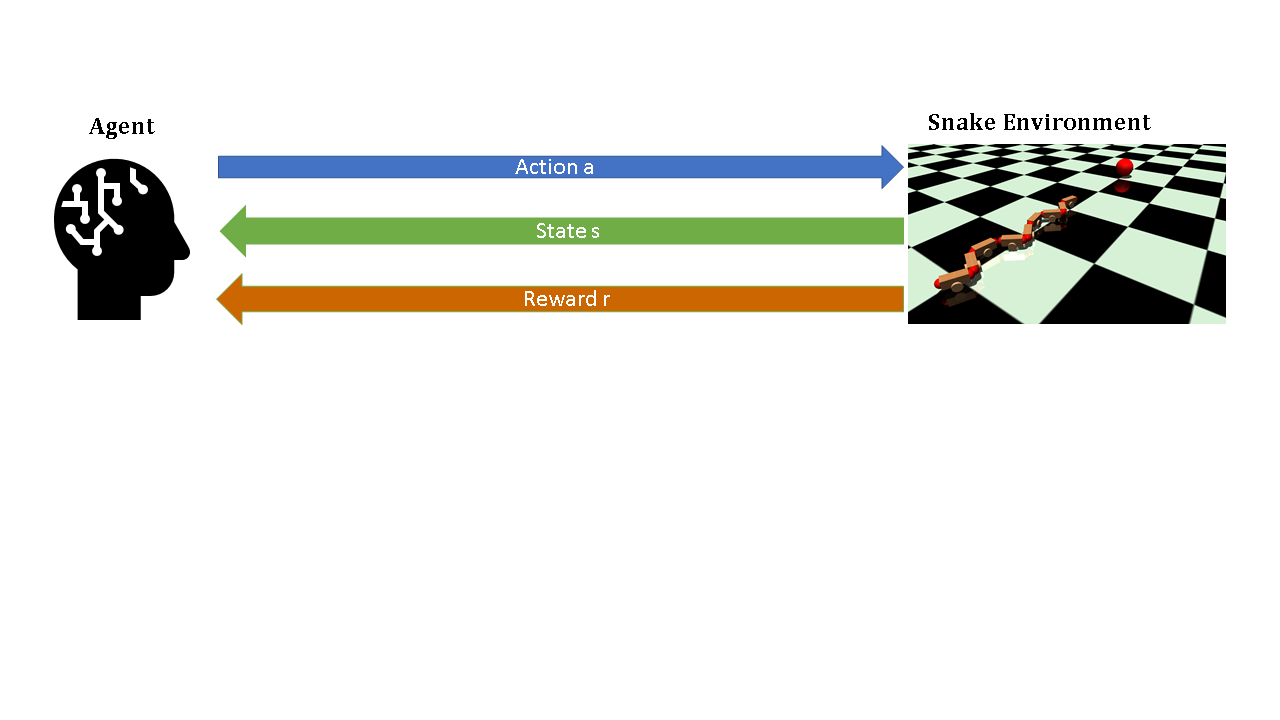 Agent
Snake Environment
Action a
State s
Reward r